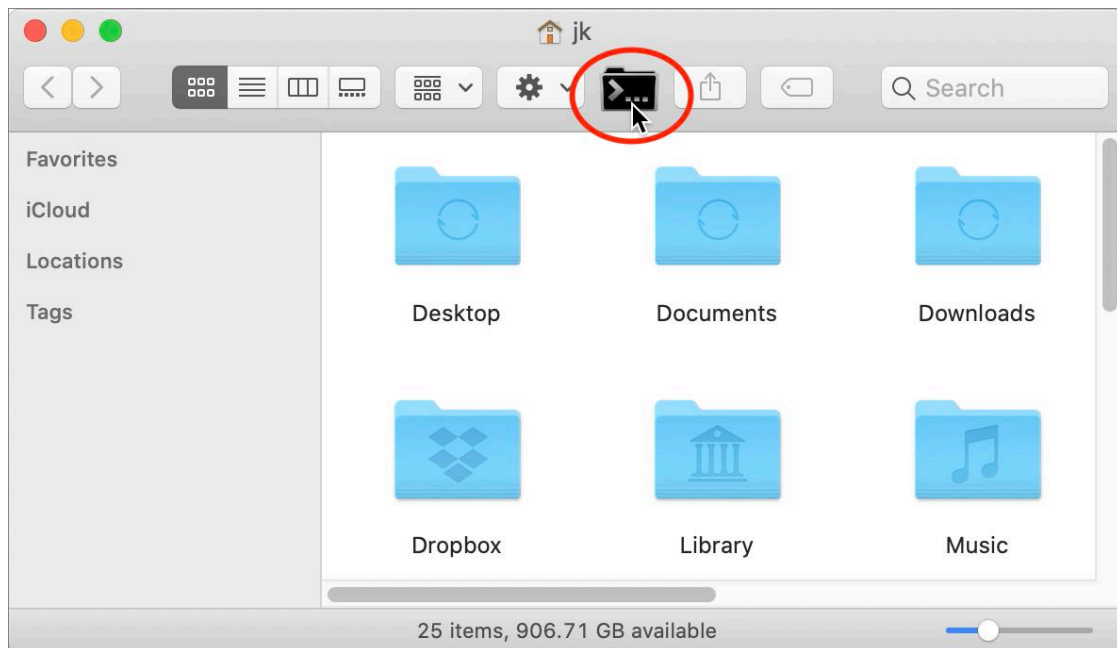 jk
>...
Search
Favorites
iCloud
Locations
Tags
Desktop
Documents
Downloads
Dropbox
Library
Music
25 items, 906.71 GB available